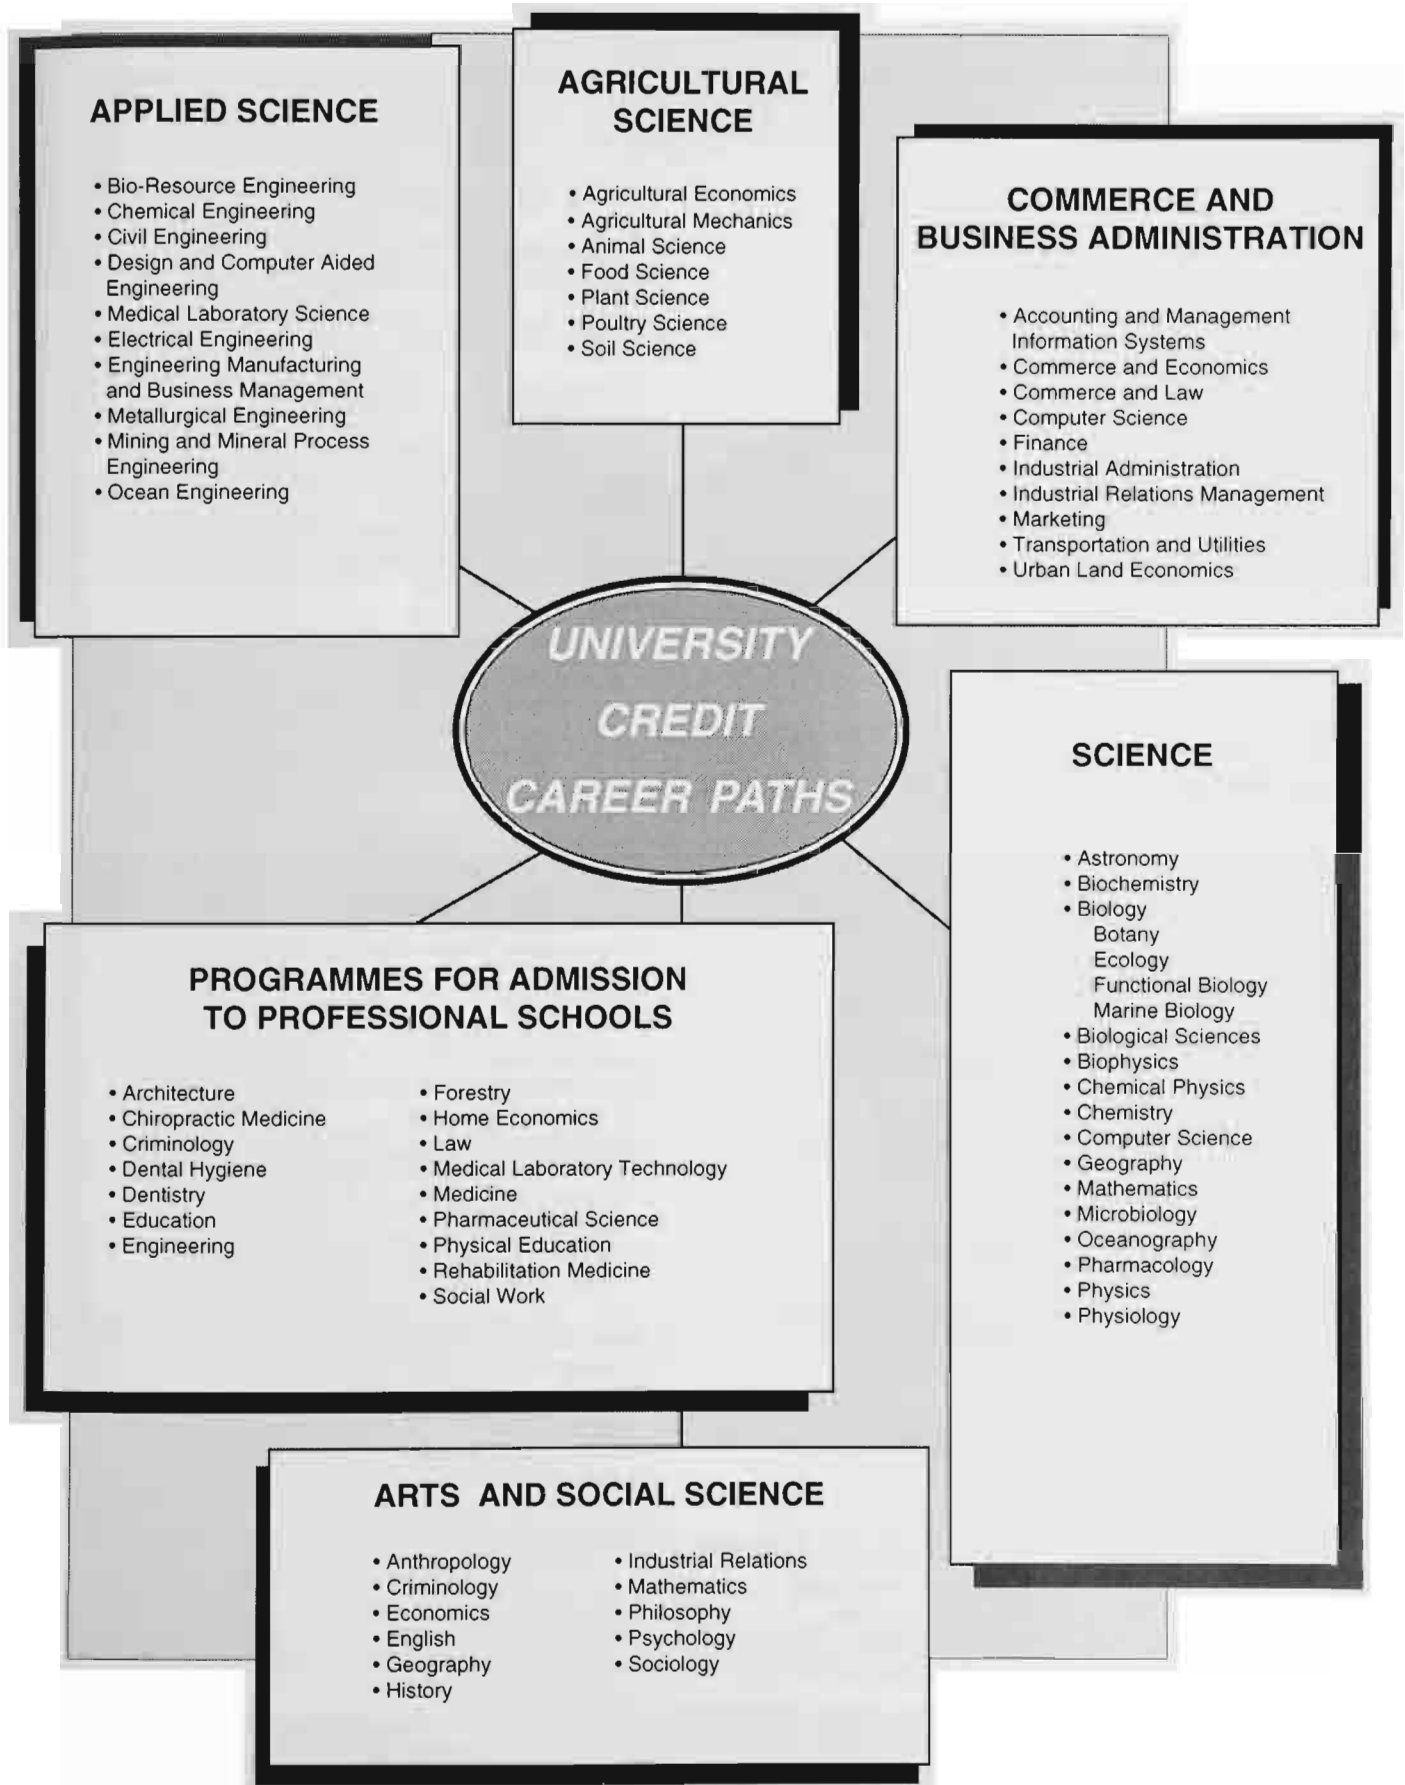 APPLIED SCIENCE
• Bio-Resource Engineering
• Chemical Engineering
• Civil Engineering
• Design and Computer Aided
Engineering
• Medical Laboratory Science
• Electrical Engineering
• Engineering Manufacturing
and Business Management
• Metallurgical Engineering
• Mining and Mineral Process
Engineering
• Ocean Engineering
AGRICULTURAL
SCIENCE
• Agricultural Economics
• Agricultural Mechanics
• Animal Science
• Food Science
• Plant Science
• Poultry Science
• Soil Science
COMMERCE AND
BUSINESS ADMINISTRATION
• Accounting and Management
Information Systems
• Commerce and Economics
• Commerce and Law
• Computer Science
• Finance
• Industrial Administration
• Industrial Relations Management
• Marketing
• Transportation and Utilities
• Urban Land Economics
UNIVERSITY
CREDIT
CAREER PATHS
SCIENCE
• Astronomy
• Biochemistry
• Biology
Botany
Ecology
Functional Biology
Marine Biology
• Biological Sciences
• Biophysics
• Chemical Physics
• Chemistry
• Computer Science
• Geography
• Mathematics
• Microbiology
• Oceanography
• Pharmacology
• Physics
• Physiology
PROGRAMMES FOR ADMISSION
TO PROFESSIONAL SCHOOLS
• Architecture
• Chiropractic Medicine
• Criminology
• Dental Hygiene
• Dentistry
• Education
• Engineering
• Forestry
• Home Economics
• Law
• Medical Laboratory Technology
• Medicine
• Pharmaceutical Science
• Physical Education
• Rehabilitation Medicine
• Social Work
ARTS AND SOCIAL SCIENCE
• Anthropology
• Criminology
• Economics
• English
• Geography
• History
• Industrial Relations
• Mathematics
• Philosophy
• Psychology
• Sociology